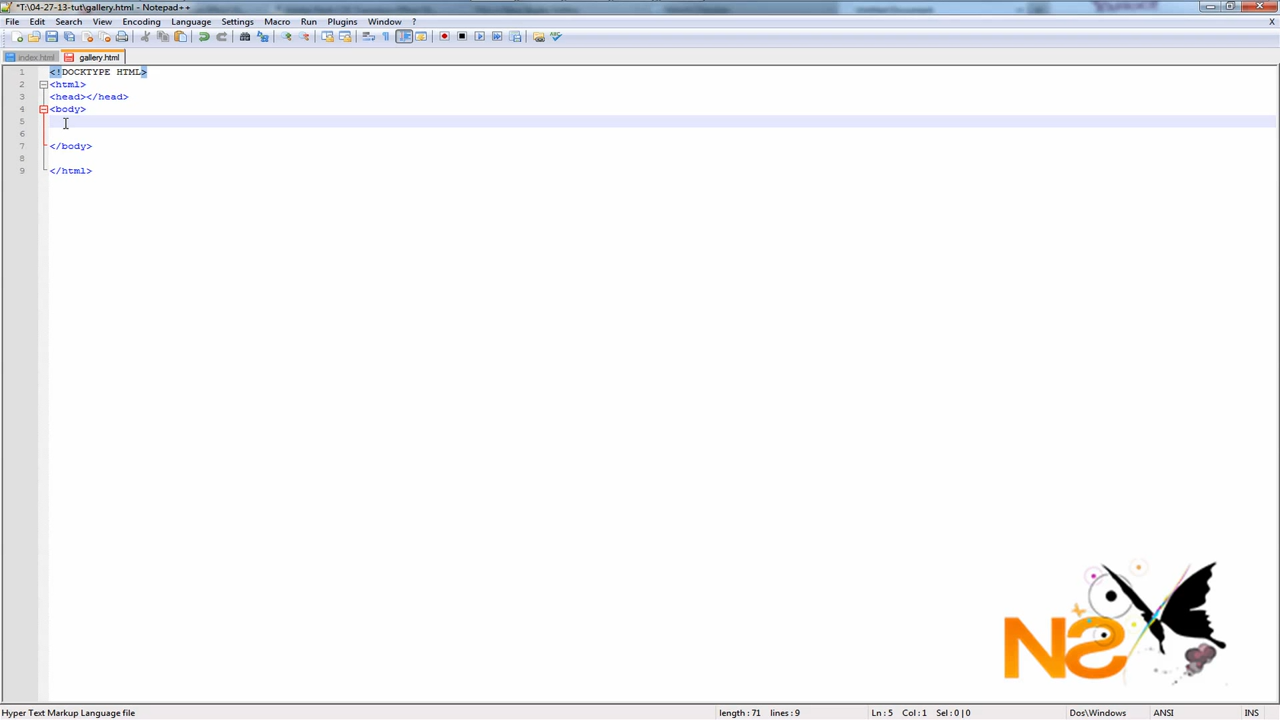 *T:\04-27-13-tut\gallery.html - Notepad++
File Edit Search View Encoding Language Settings Macro Run Plugins Window ? X
index.html gallery.html
1 <!DOCKTYPE HTML>
2 <html>
3 <head></head>
4 <body>
5
6
7 </body>
8
9 </html>
NS
Hyper Text Markup Language file length : 71 lines : 9 Ln : 5 Col : 1 Sel : 0 | 0 Dos\Windows ANSI INS